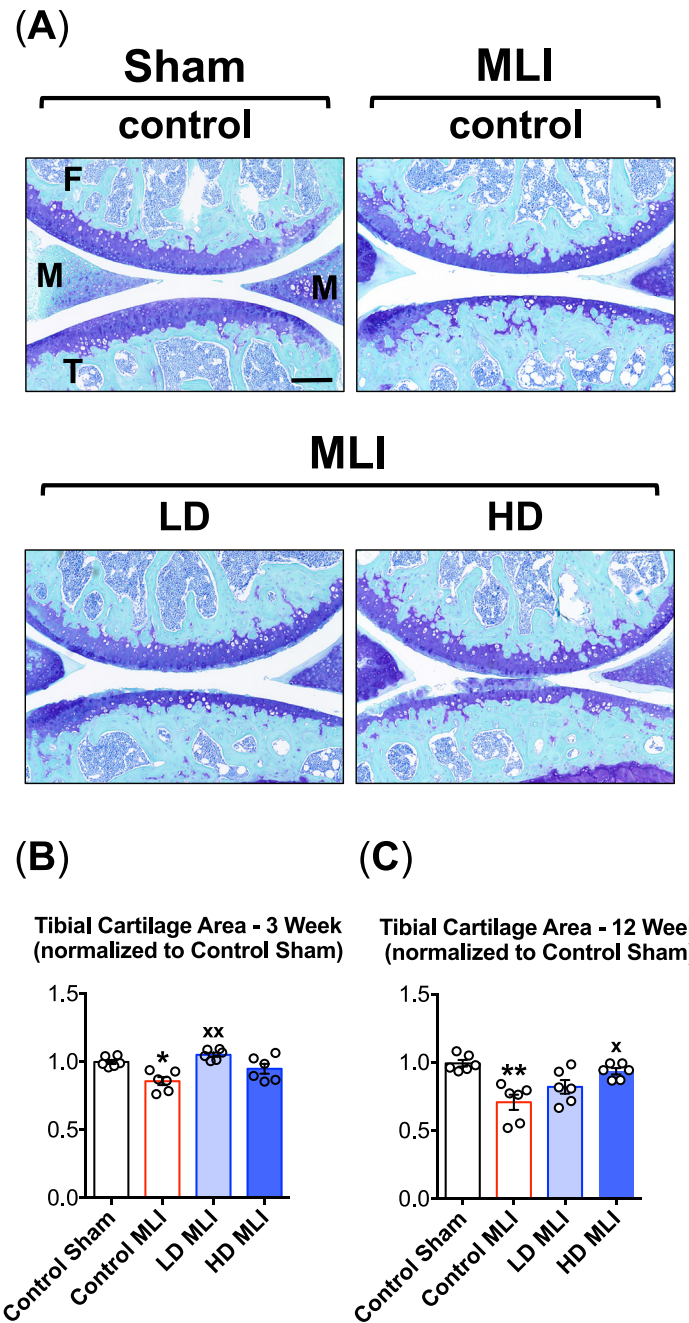 (A)
Sham MLI
control control
F
M M
T
MLI
LD HD
(B) (C)
Tibial Cartilage Area - 3 Week
(normalized to Control Sham)
Tibial Cartilage Area - 12 Wee
(normalized to Control Sham)
1.5
1.0
0.5
0.0
*
xx
Control Sham
Control MLI
LD MLI
HD MLI
1.5
1.0
0.5
0.0
**
x
Control Sham
Control MLI
LD MLI
HD MLI